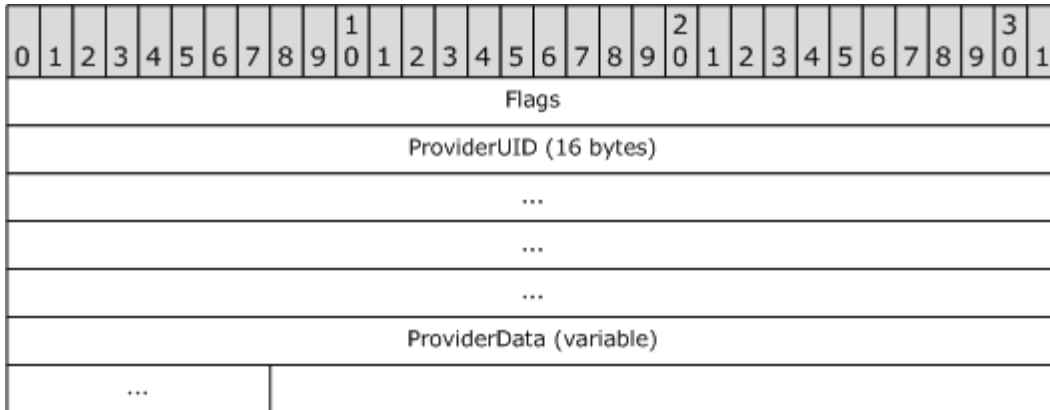 1 2 3
0 1 2 3 4 5 6 7 8 9 0 1 2 3 4 5 6 7 8 9 0 1 2 3 4 5 6 7 8 9 0 1
Flags
ProviderUID (16 bytes)
...
...
...
ProviderData (variable)
...